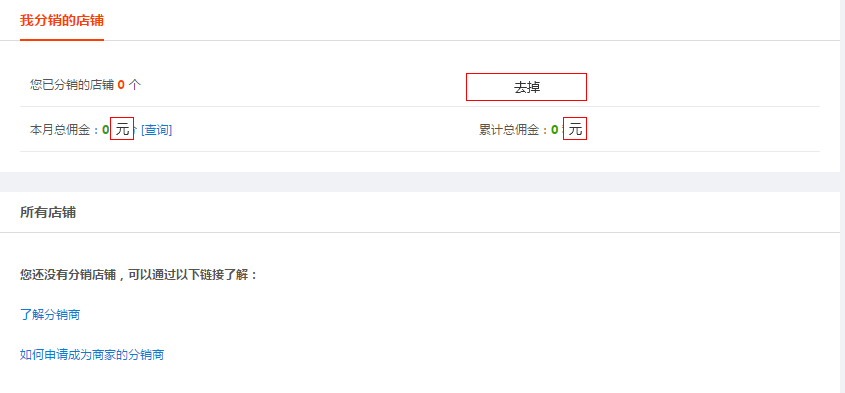 我分销的店铺
您已分销的店铺 0 个
去掉
本月总佣金：0 元 [查询]
累计总佣金：0 元
所有店铺
您还没有分销店铺，可以通过以下链接了解：
了解分销商
如何申请成为商家的分销商